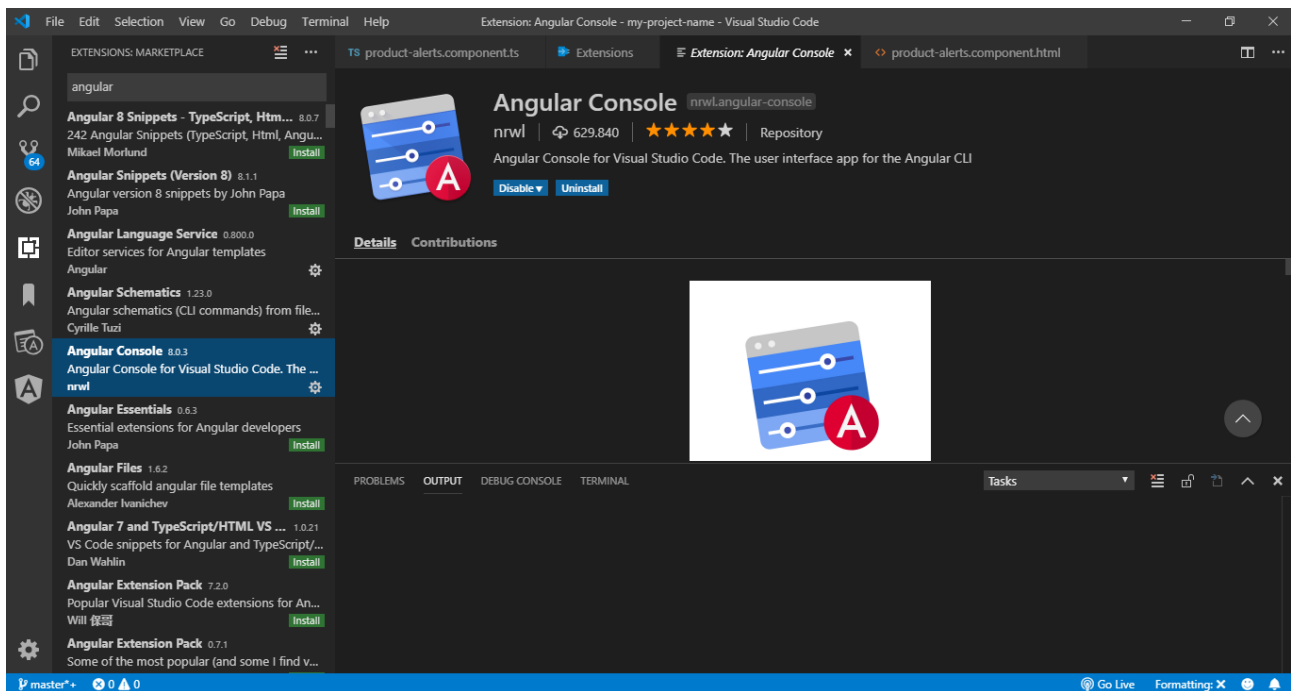 File Edit Selection View Go Debug Terminal Help
Extension: Angular Console - my-project-name - Visual Studio Code
EXTENSIONS: MARKETPLACE
angular
Angular 8 Snippets - TypeScript, Htm... 8.0.7
242 Angular Snippets (TypeScript, Html, Angu...
Mikael Morlund Install
Angular Snippets (Version 8) 8.1.1
Angular version 8 snippets by John Papa
John Papa Install
Angular Language Service 0.800.0
Editor services for Angular templates
Angular
Angular Schematics 1.23.0
Angular schematics (CLI commands) from file...
Cyrille Tuzi
Angular Console 8.0.3
Angular Console for Visual Studio Code. The ...
nrwl
Angular Essentials 0.6.3
Essential extensions for Angular developers
John Papa Install
Angular Files 1.6.2
Quickly scaffold angular file templates
Alexander Ivanichev Install
Angular 7 and TypeScript/HTML VS ... 1.0.21
VS Code snippets for Angular and TypeScript/...
Dan Wahlin Install
Angular Extension Pack 7.2.0
Popular Visual Studio Code extensions for An...
Will 保哥 Install
Angular Extension Pack 0.7.1
Some of the most popular (and some I find v...
64
TS product-alerts.component.ts
Extensions
Extension: Angular Console ×
<> product-alerts.component.html
Angular Console nrwl.angular-console
nrwl 629.840 Repository
Angular Console for Visual Studio Code. The user interface app for the Angular CLI
Disable Uninstall
A
Details Contributions
A
PROBLEMS OUTPUT DEBUG CONSOLE TERMINAL
Tasks
master*+ 0 0
Go Live Formatting: ×